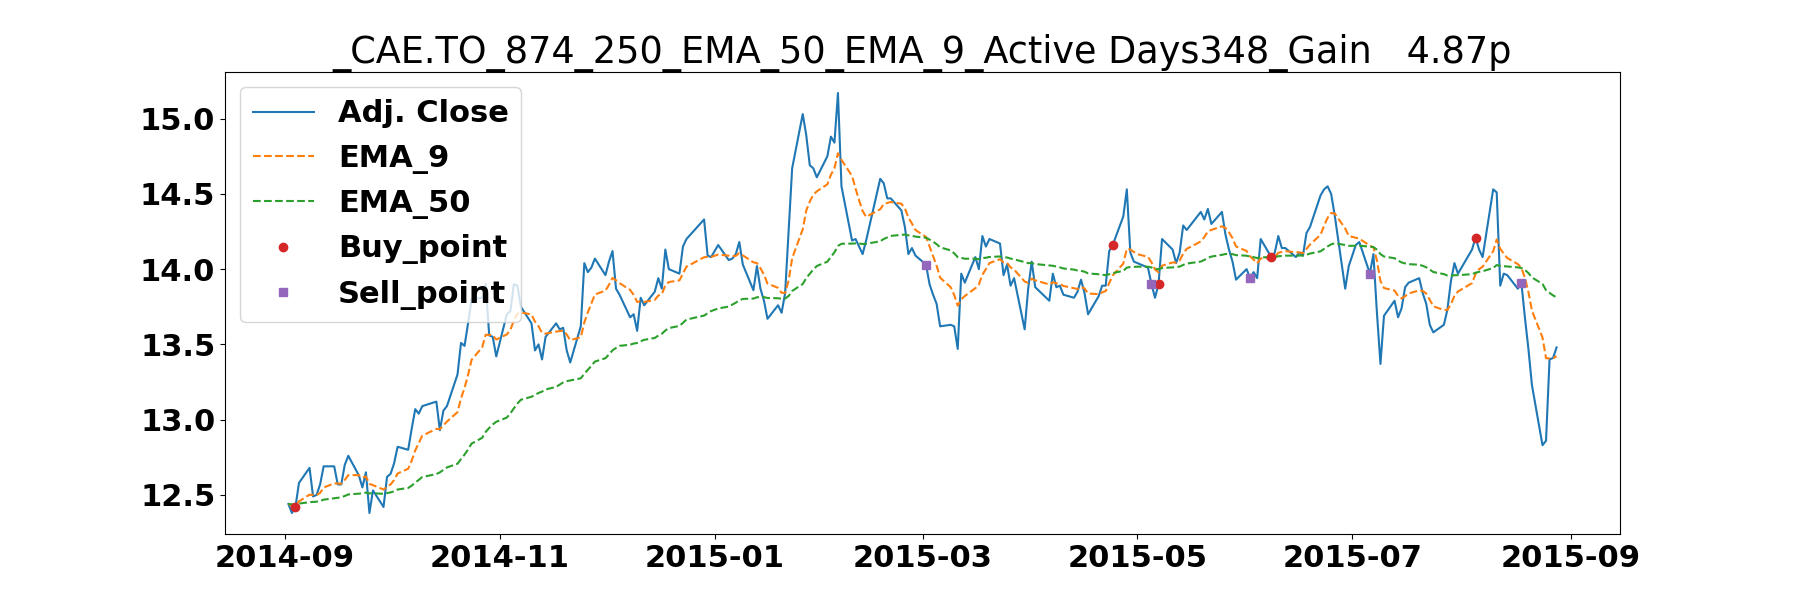 _CAE.TO_874_250_EMA_50_EMA_9_Active Days348_Gain   4.87p
15.0
14.5
14.0
13.5
13.0
12.5
Adj. Close
EMA_9
EMA_50
Buy_point
Sell_point
2014-09 2014-11 2015-01 2015-03 2015-05 2015-07 2015-09